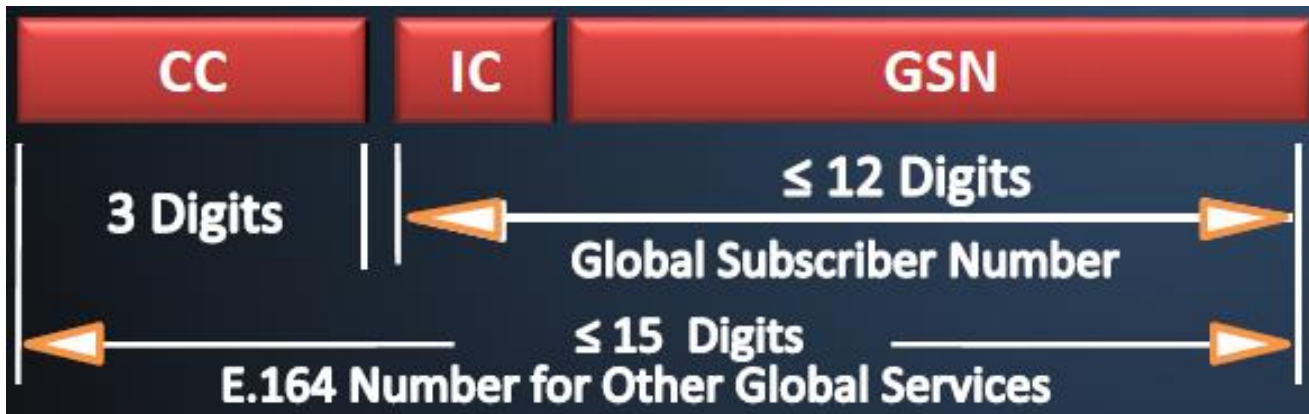 CC IC GSN
3 Digits
≤ 12 Digits
Global Subscriber Number
≤ 15 Digits
E.164 Number for Other Global Services